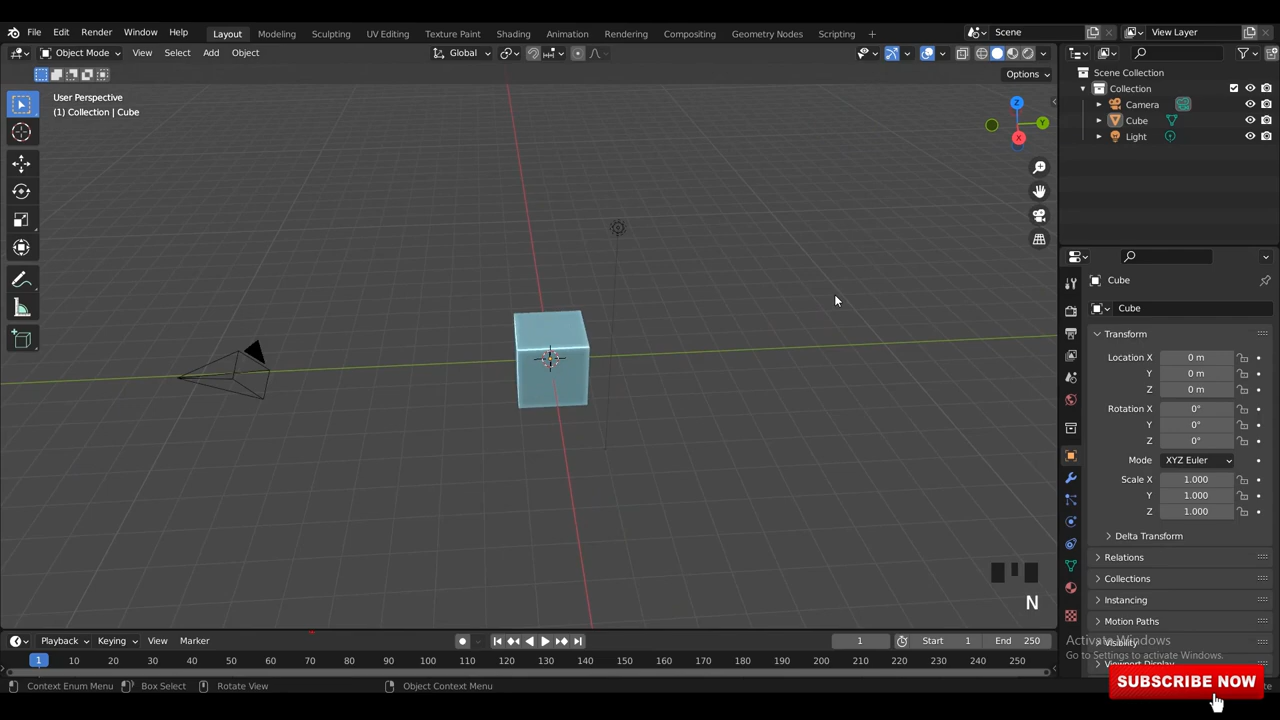 File Edit Render Window Help Layout Modeling Sculpting UV Editing Texture Paint Shading Animation Rendering Compositing Geometry Nodes Scripting + Scene View Layer
Object Mode View Select Add Object Global
Options
User Perspective
(1) Collection | Cube
Z
Y
X
Scene Collection
Collection
Camera
Cube
Light
Cube
Cube
Transform
Location X 0 m
Y 0 m
Z 0 m
Rotation X 0°
Y 0°
Z 0°
Mode XYZ Euler
Scale X 1.000
Y 1.000
Z 1.000
Delta Transform
Relations
Collections
Instancing
Motion Paths
Visibility
Viewport Display
N
Activate Windows
Go to Settings to activate Windows.
SUBSCRIBE NOW
Playback Keying View Marker 1 Start 1 End 250
1 10 20 30 40 50 60 70 80 90 100 110 120 130 140 150 160 170 180 190 200 210 220 230 240 250
Context Enum Menu Box Select Rotate View Object Context Menu